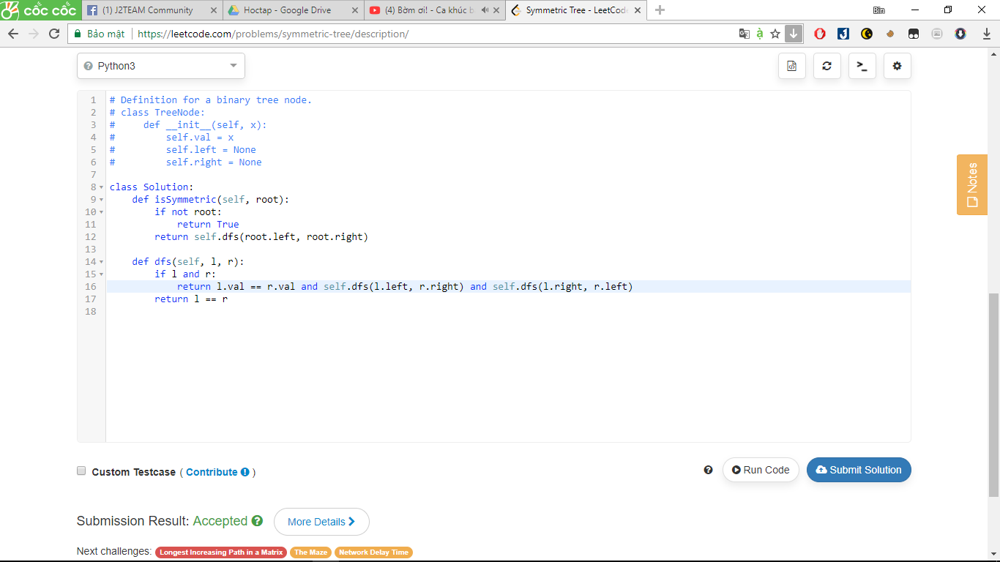 cốc cốc (1) J2TEAM Community Hoctap - Google Drive (4) Bờm ơi! - Ca khúc b Symmetric Tree - LeetCod Bin
Bảo mật https://leetcode.com/problems/symmetric-tree/description/
Python3
1 # Definition for a binary tree node.
2 # class TreeNode:
3 #     def __init__(self, x):
4 #         self.val = x
5 #         self.left = None
6 #         self.right = None
7
8 class Solution:
9     def isSymmetric(self, root):
10         if not root:
11             return True
12         return self.dfs(root.left, root.right)
13
14     def dfs(self, l, r):
15         if l and r:
16             return l.val == r.val and self.dfs(l.left, r.right) and self.dfs(l.right, r.left)
17         return l == r
18
Notes
Custom Testcase ( Contribute )
Run Code Submit Solution
Submission Result: Accepted More Details
Next challenges: Longest Increasing Path in a Matrix The Maze Network Delay Time